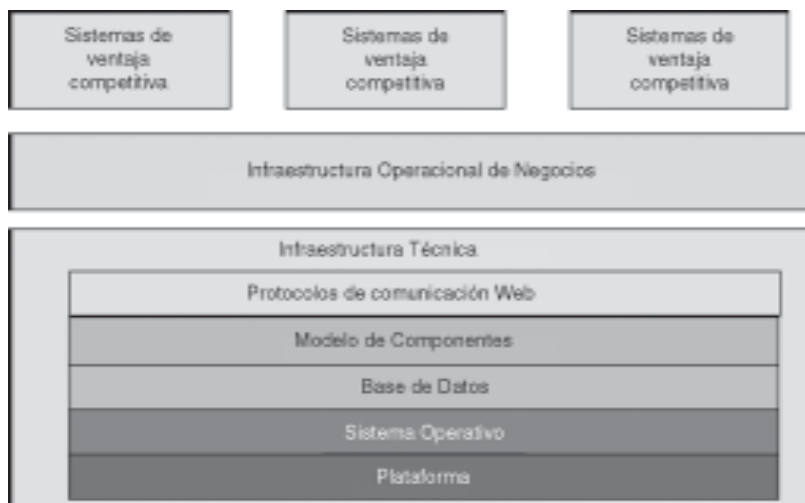 Sistemas de
ventaja
competitiva
Sistemas de
ventaja
competitiva
Sistemas de
ventaja
competitiva
Infraestructura Operacional de Negocios
Infraestructura Técnica
Protocolos de comunicación Web
Modelo de Componentes
Base de Datos
Sistema Operativo
Plataforma